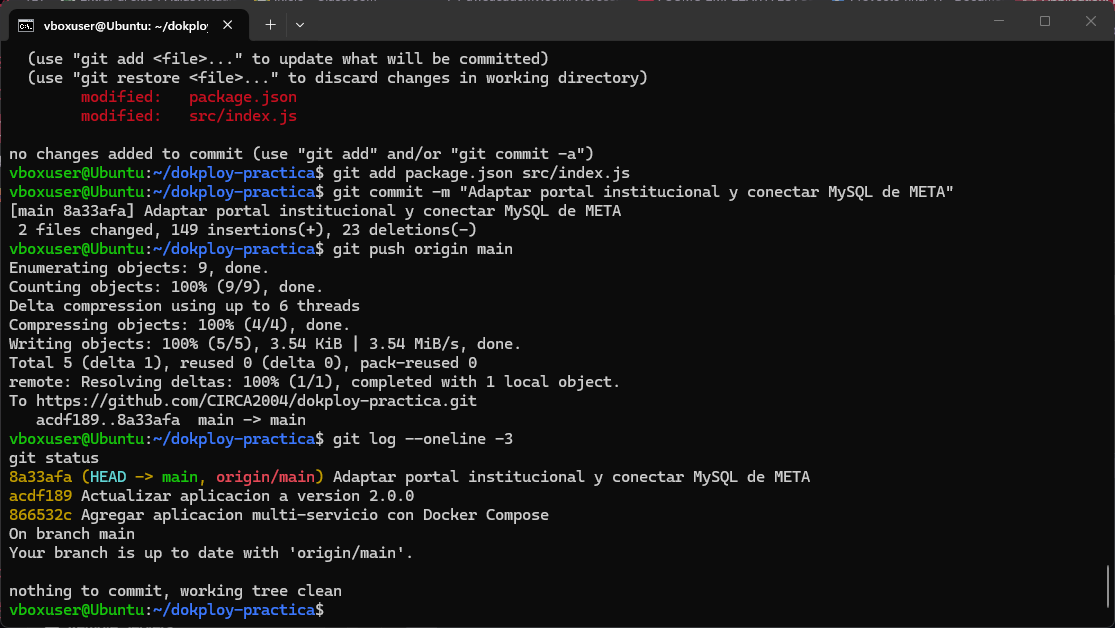 vboxuser@Ubuntu: ~/dokploy
(use "git add <file>..." to update what will be committed)
(use "git restore <file>..." to discard changes in working directory)
modified:   package.json
modified:   src/index.js
no changes added to commit (use "git add" and/or "git commit -a")
vboxuser@Ubuntu:~/dokploy-practica$ git add package.json src/index.js
vboxuser@Ubuntu:~/dokploy-practica$ git commit -m "Adaptar portal institucional y conectar MySQL de META"
[main 8a33afa] Adaptar portal institucional y conectar MySQL de META
2 files changed, 149 insertions(+), 23 deletions(-)
vboxuser@Ubuntu:~/dokploy-practica$ git push origin main
Enumerating objects: 9, done.
Counting objects: 100% (9/9), done.
Delta compression using up to 6 threads
Compressing objects: 100% (4/4), done.
Writing objects: 100% (5/5), 3.54 KiB | 3.54 MiB/s, done.
Total 5 (delta 1), reused 0 (delta 0), pack-reused 0
remote: Resolving deltas: 100% (1/1), completed with 1 local object.
To https://github.com/CIRCA2004/dokploy-practica.git
acdf189..8a33afa  main -> main
vboxuser@Ubuntu:~/dokploy-practica$ git log --oneline -3
git status
8a33afa (HEAD -> main, origin/main) Adaptar portal institucional y conectar MySQL de META
acdf189 Actualizar aplicacion a version 2.0.0
866532c Agregar aplicacion multi-servicio con Docker Compose
On branch main
Your branch is up to date with 'origin/main'.
nothing to commit, working tree clean
vboxuser@Ubuntu:~/dokploy-practica$